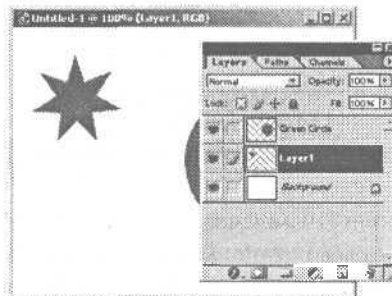 Untitled-1 @ 100% (Layer1, RGB)
Layers Paths Channels
Normal Opacity: 100%
Lock: Fill: 100%
Green Circle
Layer1
Background